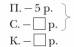 П. – 5 р.
С. – □ р.
К. – □ р.